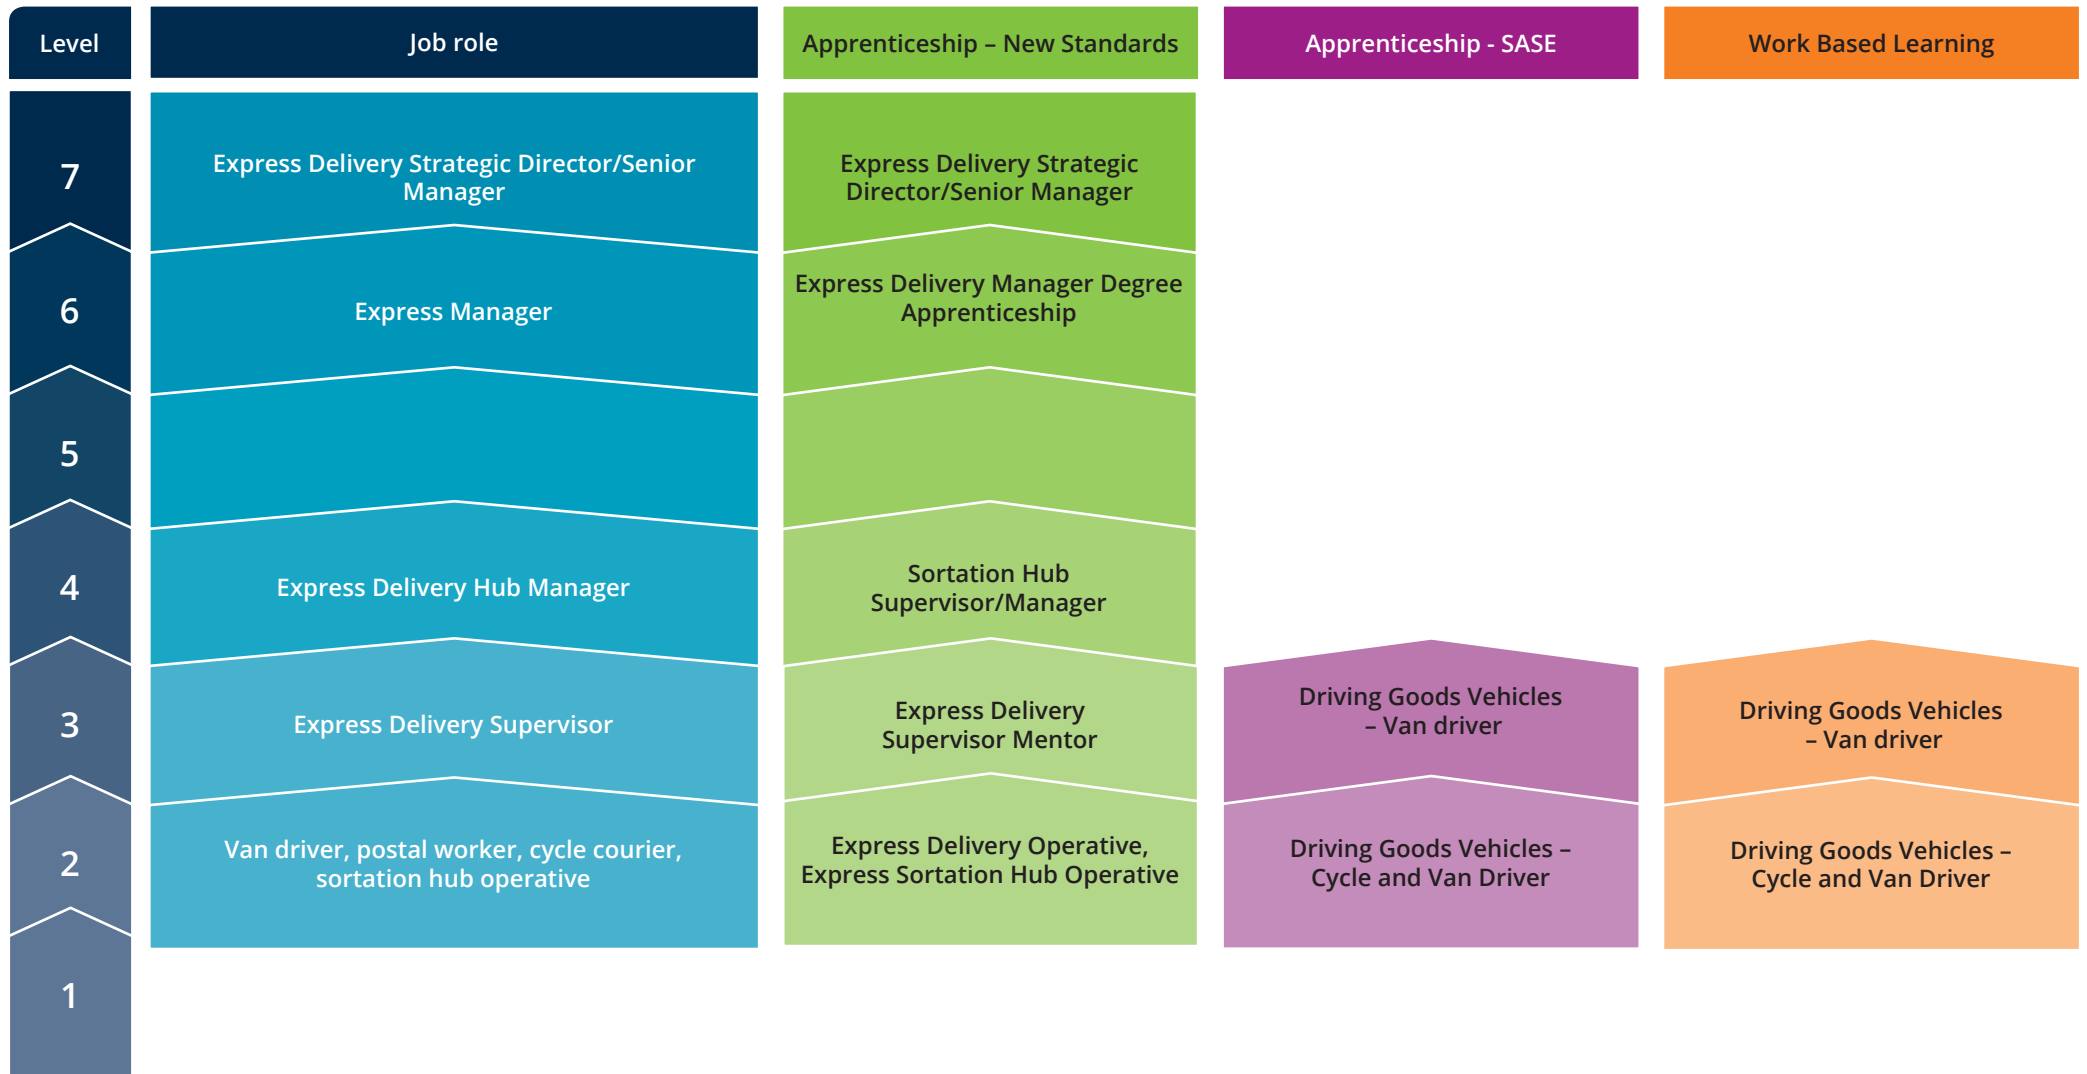 Level
Job role
Apprenticeship – New Standards
Apprenticeship - SASE
Work Based Learning
7
Express Delivery Strategic Director/Senior
Manager
Express Delivery Strategic
Director/Senior Manager
6
Express Manager
Express Delivery Manager Degree
Apprenticeship
5
4
Express Delivery Hub Manager
Sortation Hub
Supervisor/Manager
3
Express Delivery Supervisor
Express Delivery
Supervisor Mentor
Driving Goods Vehicles
– Van driver
Driving Goods Vehicles
– Van driver
2
Van driver, postal worker, cycle courier,
sortation hub operative
Express Delivery Operative,
Express Sortation Hub Operative
Driving Goods Vehicles –
Cycle and Van Driver
Driving Goods Vehicles –
Cycle and Van Driver
1